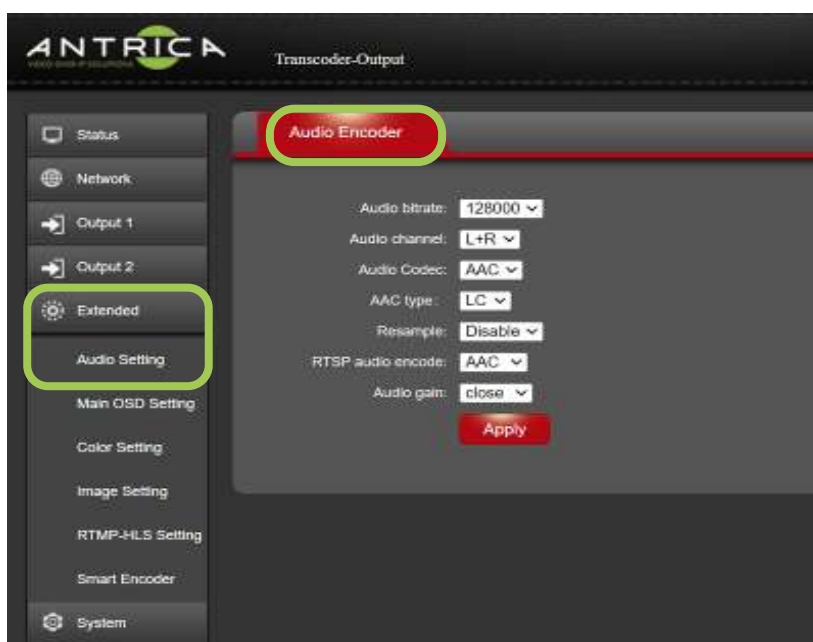 ANTRICA
Transcoder-Output
Status
Network
Output 1
Output 2
Extended
Audio Setting
Main OSD Setting
Color Setting
Image Setting
RTMP-HLS Setting
Smart Encoder
System
Audio Encoder
Audio bitrate: 128000
Audio channel: L+R
Audio Codec: AAC
AAC type: LC
Resample: Disable
RTSP audio encode: AAC
Audio gain: close
Apply